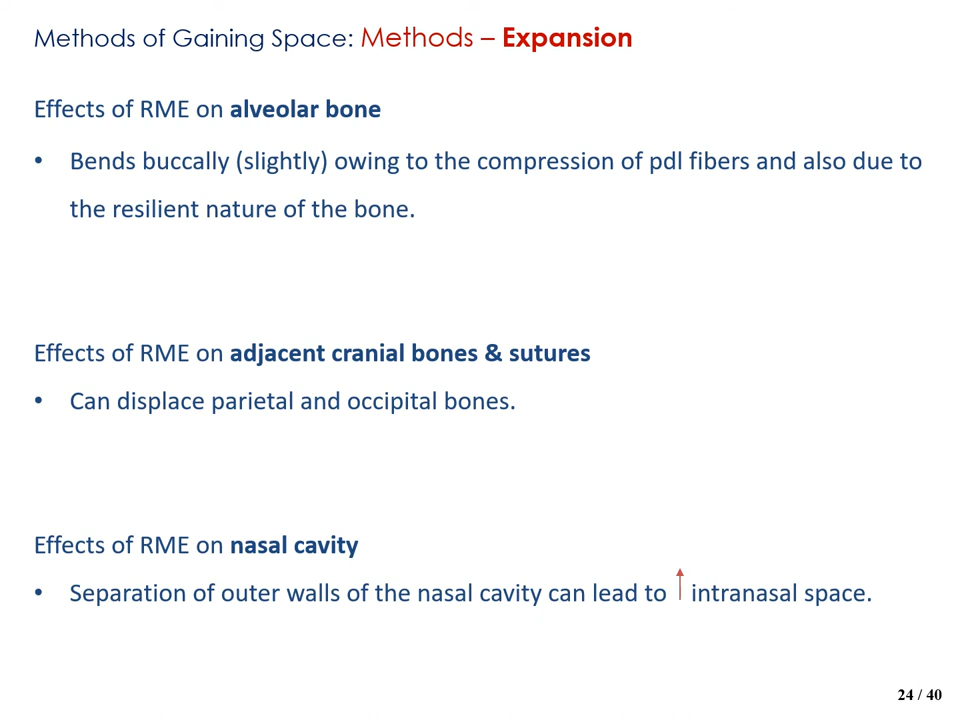 Methods of Gaining Space: Methods – Expansion
Effects of RME on alveolar bone
• Bends buccally (slightly) owing to the compression of pdl fibers and also due to
the resilient nature of the bone.
Effects of RME on adjacent cranial bones & sutures
• Can displace parietal and occipital bones.
Effects of RME on nasal cavity
• Separation of outer walls of the nasal cavity can lead to ↑ intranasal space.
24 / 40